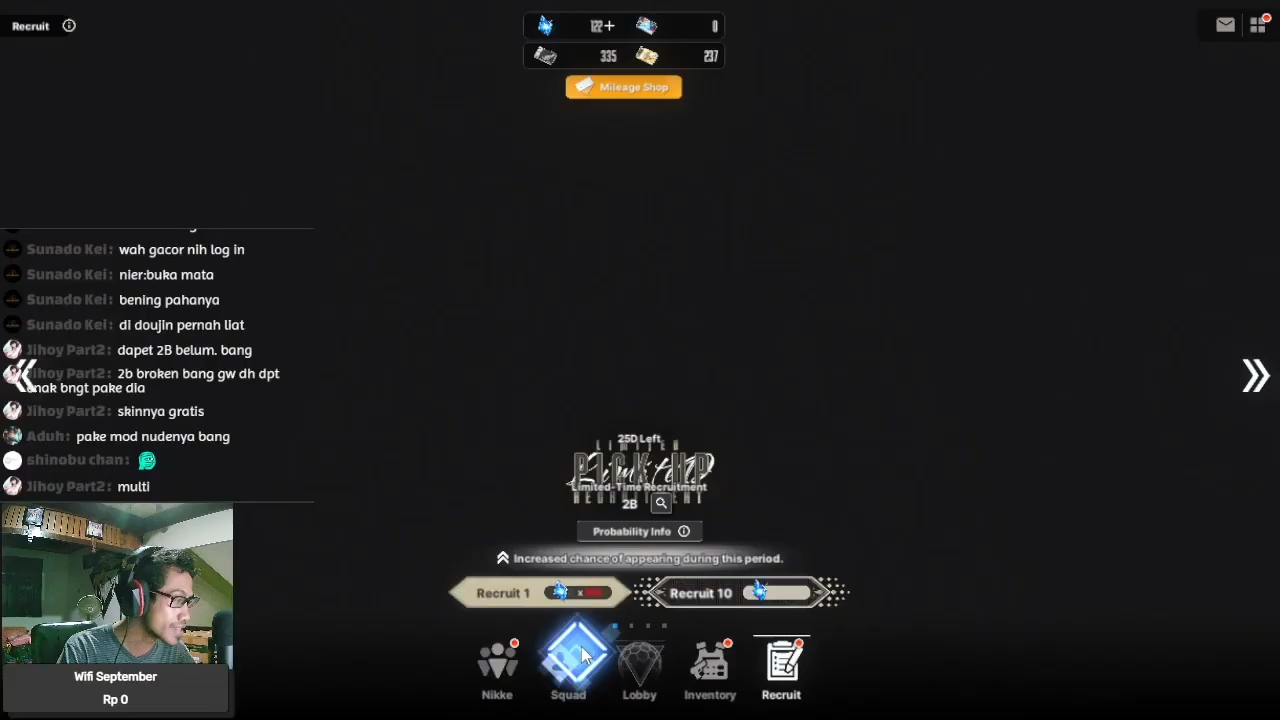 Recruit
122+
0
335
237
Mileage Shop
Sunado Kei: wah gacor nih log in
Sunado Kei: nier:buka mata
Sunado Kei: bening pahanya
Sunado Kei: di doujin pernah liat
Jihoy Part2: dapet 2B belum. bang
Jihoy Part2: 2b broken bang gw dh dpt
enak bngt pake dia
Jihoy Part2: skinnya gratis
Aduh: pake mod nudenya bang
shinobu chan:
Jihoy Part2: multi
25D Left
PICK UP
Limited-Time Recruitment
2B
Probability Info
Increased chance of appearing during this period.
Recruit 1
x
Recruit 10
Nikke
Squad
Lobby
Inventory
Recruit
Wifi September
Rp 0